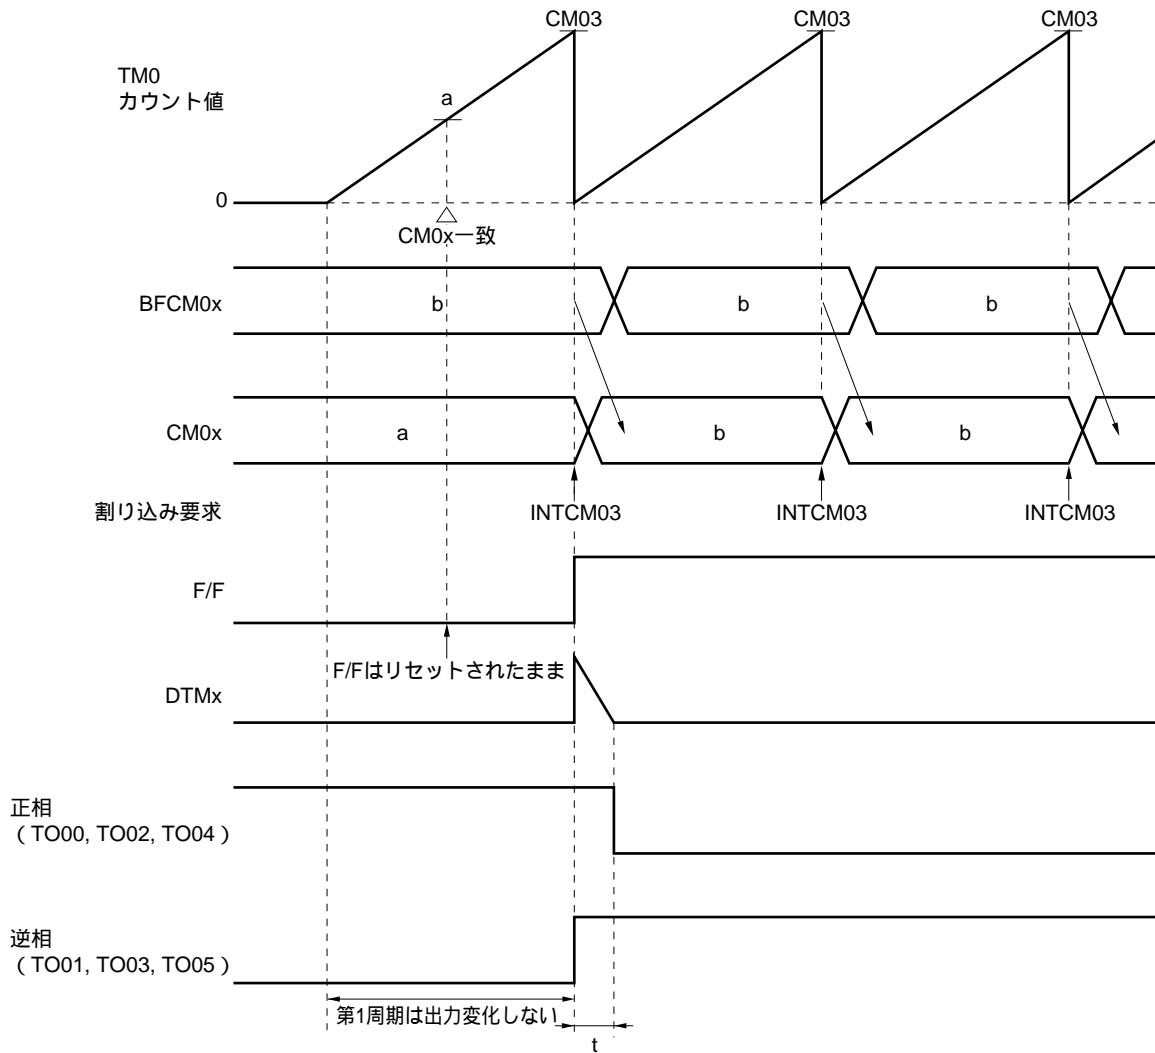 CM03 CM03 CM03
TM0
カウント値
a
0
CM0x一致
BFCM0x b b b
CM0x a b b
割り込み要求 INTCM03 INTCM03 INTCM03
F/F
F/Fはリセットされたまま
DTMx
正相
( TO00, TO02, TO04 )
逆相
( TO01, TO03, TO05 )
第1周期は出力変化しない
t